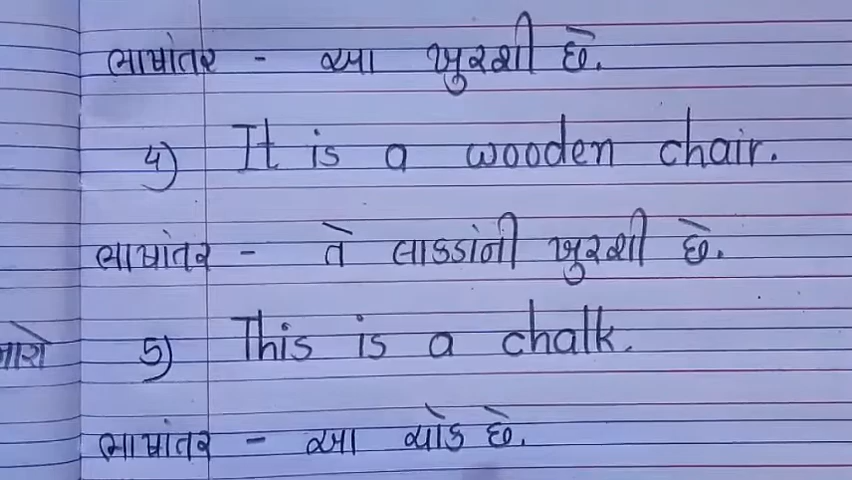 ભાષાંતર - આ ખુરશી છે.
4) It is a wooden chair.
ભાષાંતર - તે લાકડાંની ખુરશી છે.
5) This is a chalk.
ભાષાંતર - આ ચોક છે.